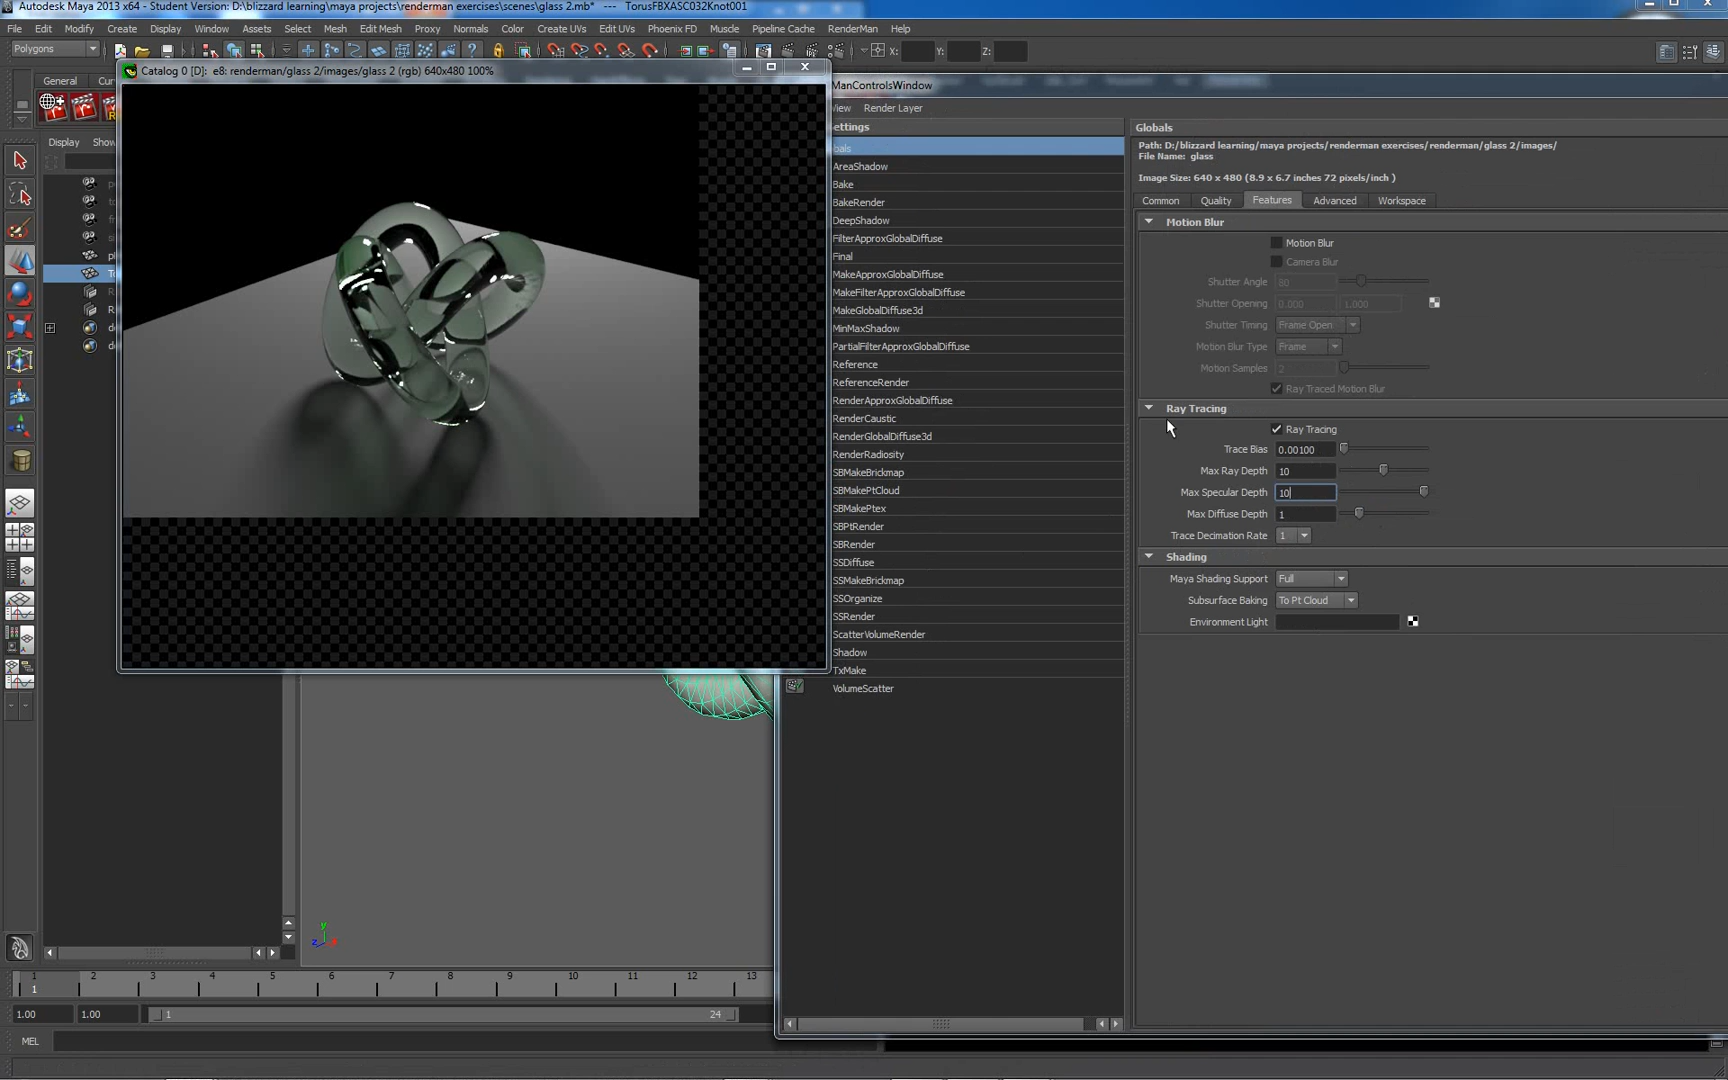 Autodesk Maya 2013 x64 - Student Version: D:\blizzard learning\maya projects\renderman exercises\scenes\glass 2.mb* --- TorusFBXASC032Knot001
File Edit Modify Create Display Window Assets Select Mesh Edit Mesh Proxy Normals Color Create UVs Edit UVs Muscle Pipeline Cache Phoenix FD RenderMan Help
Polygons
X: Y: Z:
General Cur
Display Show
Catalog 0 [D]: e8: renderman/glass 2/images/glass 2 (rgb) 640x480 100%
ManControlsWindow
View Render Layer
ettings
bals
AreaShadow
Bake
BakeRender
DeepShadow
FilterApproxGlobalDiffuse
Final
MakeApproxGlobalDiffuse
MakeFilterApproxGlobalDiffuse
MakeGlobalDiffuse3d
MinMaxShadow
PartialFilterApproxGlobalDiffuse
Reference
ReferenceRender
RenderApproxGlobalDiffuse
RenderCaustic
RenderGlobalDiffuse3d
RenderRadiosity
SBMakeBrickmap
SBMakePtCloud
SBMakePtex
SBPtRender
SBRender
SSDiffuse
SSMakeBrickmap
SSOrganize
SSRender
ScatterVolumeRender
Shadow
TxMake
VolumeScatter
Globals
Path: D:/blizzard learning/maya projects/renderman exercises/renderman/glass 2/images/
File Name: glass
Image Size: 640 x 480 (8.9 x 6.7 inches 72 pixels/inch )
Common Quality Features Advanced Workspace
Motion Blur
Motion Blur
Camera Blur
Shutter Angle 80
Shutter Opening 0.000 1.000
Shutter Timing Frame Open
Motion Blur Type Frame
Motion Samples 2
Ray Traced Motion Blur
Ray Tracing
Ray Tracing
Trace Bias 0.00100
Max Ray Depth 10
Max Specular Depth 10
Max Diffuse Depth 1
Trace Decimation Rate 1
Shading
Maya Shading Support Full
Subsurface Baking To Pt Cloud
Environment Light
y
z x
1 2 3 4 5 6 7 8 9 10 11 12 13
1
1.00 1.00 1 24
MEL